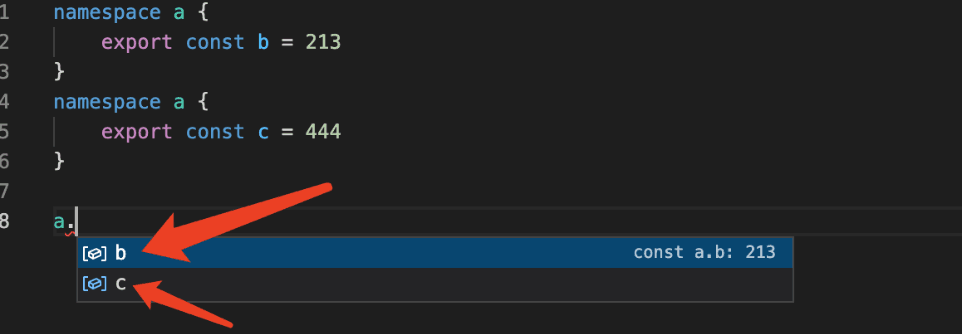 1 namespace a {
2 export const b = 213
3 }
4 namespace a {
5 export const c = 444
6 }
7
8 a.
b const a.b: 213
c